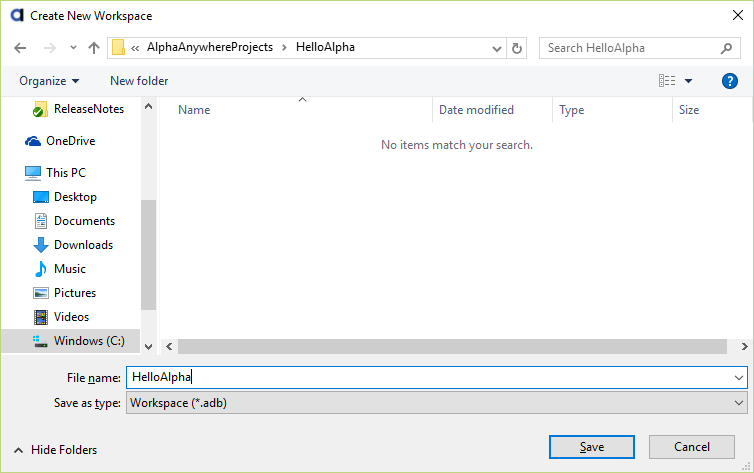 Create New Workspace
« AlphaAnywhereProjects > HelloAlpha
Search HelloAlpha
Organize
New folder
?
ReleaseNotes
OneDrive
This PC
Desktop
Documents
Downloads
Music
Pictures
Videos
Windows (C:)
Name
Date modified
Type
Size
No items match your search.
File name: HelloAlpha
Save as type: Workspace (*.adb)
Hide Folders
Save
Cancel